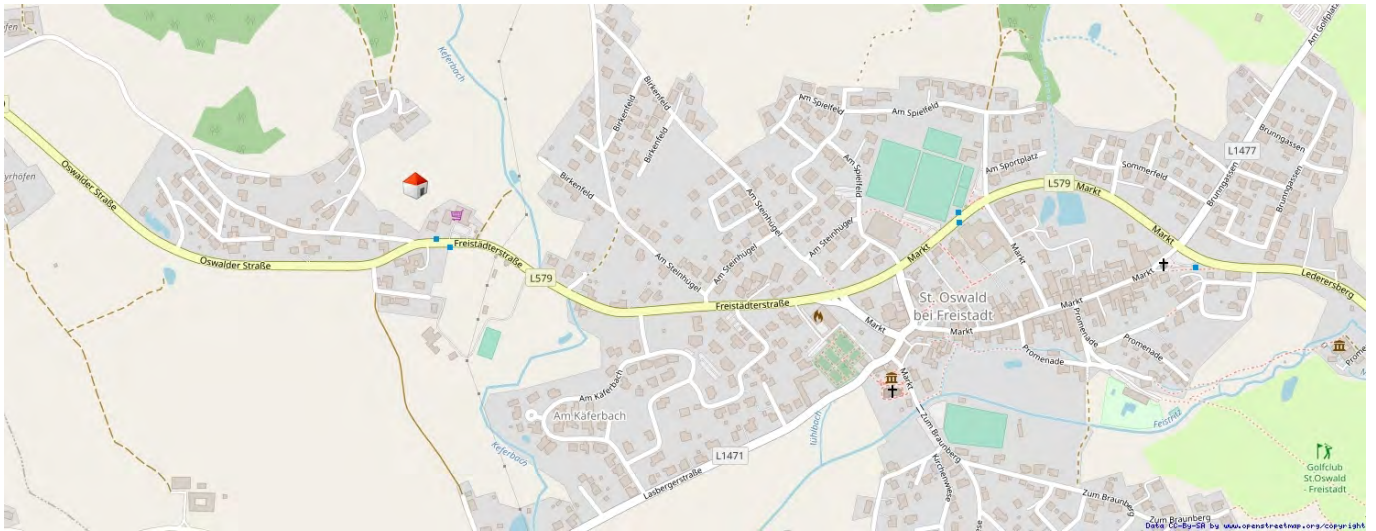 Am Golfplatz
Keferbach
Birkenfeld
Birkenfeld
Birkenfeld
Birkenfeld
Am Spielfeld
Am Spielfeld
Am Spielfeld
Am Sportplatz
Sommerfeld
Brunngassen
Brunngassen
Brunngassen
L1477
L579
Markt
Oswalder Straße
Oswalder Straße
Freistädterstraße
L579
Am Steinhügel
Am Steinhügel
Am Steinhügel
Am Steinhügel
Freistädterstraße
Markt
Markt
Markt
Markt
Lederersberg
St. Oswald
bei Freistadt
Markt
Markt
Markt
Promenade
Promenade
Promenade
Am Käferbach
Am Käferbach
Keferbach
L1471
Lasbergerstraße
Zum Braunberg
Kirchenwiese
Zum Braunberg
Zum Braunberg
Feistritz
Golfclub
St.Oswald
- Freistadt
Data CC-By-SA by www.openstreetmap.org/copyright